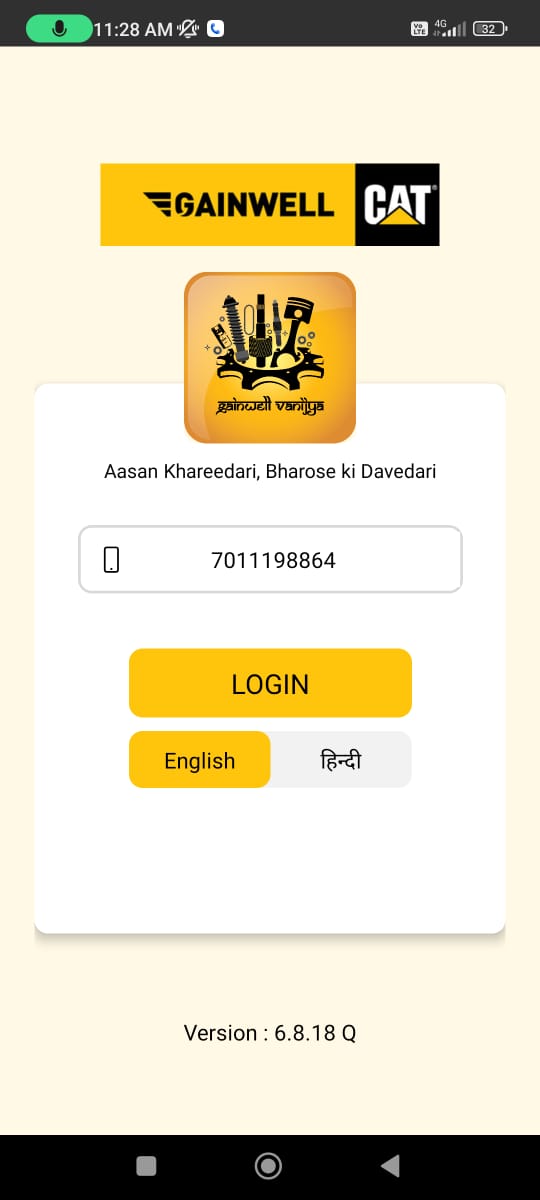 11:28 AM
Vo LTE 4G 32
GAINWELL CAT
gainwell vanijya
Aasan Khareedari, Bharose ki Davedari
7011198864
LOGIN
English हिन्दी
Version : 6.8.18 Q